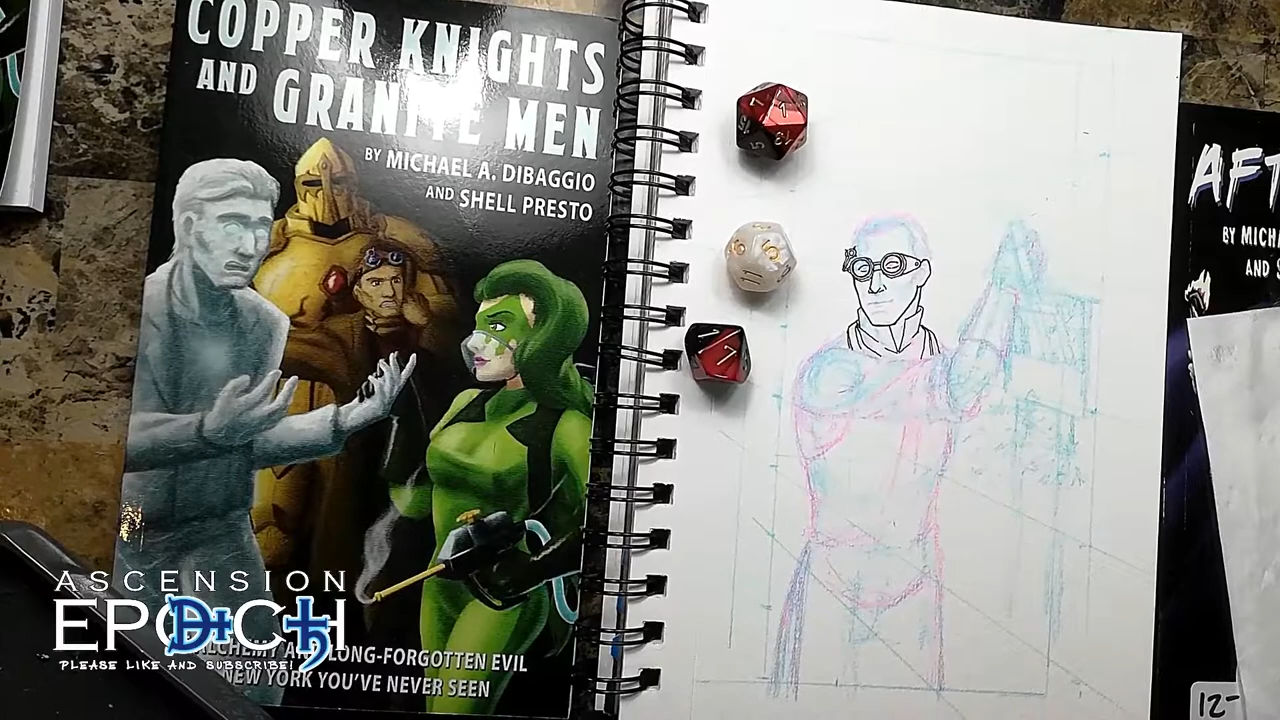 COPPER KNIGHTS
AND GRANITE MEN
BY MICHAEL A. DIBAGGIO
AND SHELL PRESTO
ASCENSION
EPOCH
PLEASE LIKE AND SUBSCRIBE!
ALCHEMY AND LONG-FORGOTTEN EVIL
NEW YORK YOU'VE NEVER SEEN
AFT
BY MICHA
AND S
12-